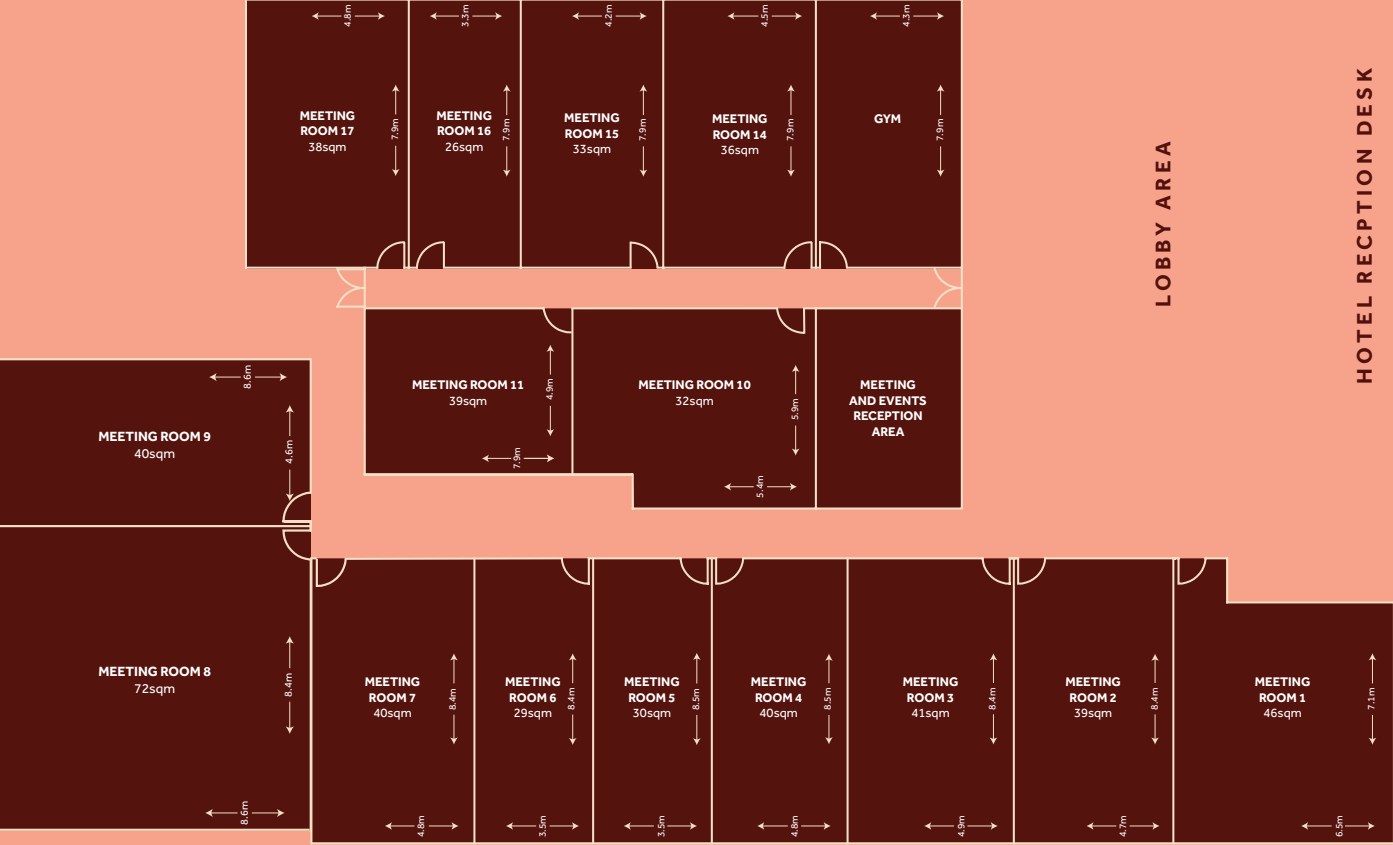 4.8m
3.3m
4.2m
4.5m
4.3m
MEETING
ROOM 17
38sqm
7.9m
MEETING
ROOM 16
26sqm
7.9m
MEETING
ROOM 15
33sqm
7.9m
MEETING
ROOM 14
36sqm
7.9m
GYM
7.9m
LOBBY AREA
HOTEL RECPTION DESK
MEETING ROOM 11
39sqm
4.9m
7.9m
MEETING ROOM 10
32sqm
5.9m
5.4m
MEETING
AND EVENTS
RECEPTION
AREA
8.6m
MEETING ROOM 9
40sqm
4.6m
MEETING ROOM 8
72sqm
8.4m
8.6m
MEETING
ROOM 7
40sqm
8.4m
4.8m
MEETING
ROOM 6
29sqm
8.4m
3.5m
MEETING
ROOM 5
30sqm
8.5m
3.5m
MEETING
ROOM 4
40sqm
8.5m
4.8m
MEETING
ROOM 3
41sqm
8.4m
4.9m
MEETING
ROOM 2
39sqm
8.4m
4.7m
MEETING
ROOM 1
46sqm
7.1m
6.5m